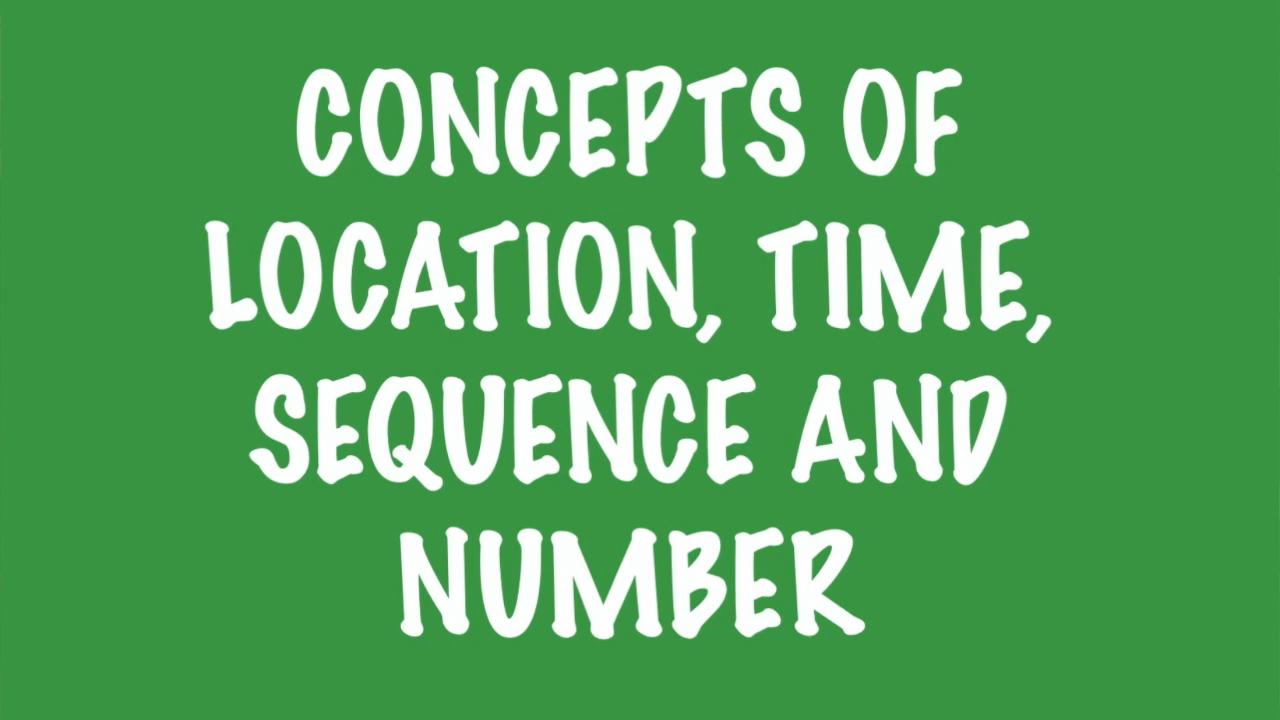 CONCEPTS OF
LOCATION, TIME,
SEQUENCE AND
NUMBER